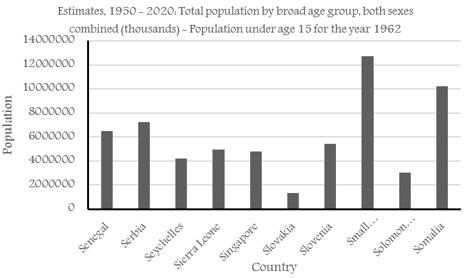 Estimates, 1950 - 2020: Total population by broad age group, both sexes
combined (thousands) - Population under age 15 for the year 1962
14000000
12000000
10000000
8000000
6000000
4000000
2000000
0
Population
Senegal
Serbia
Seychelles
Sierra Leone
Singapore
Slovakia
Slovenia
Small...
Solomon...
Somalia
Country